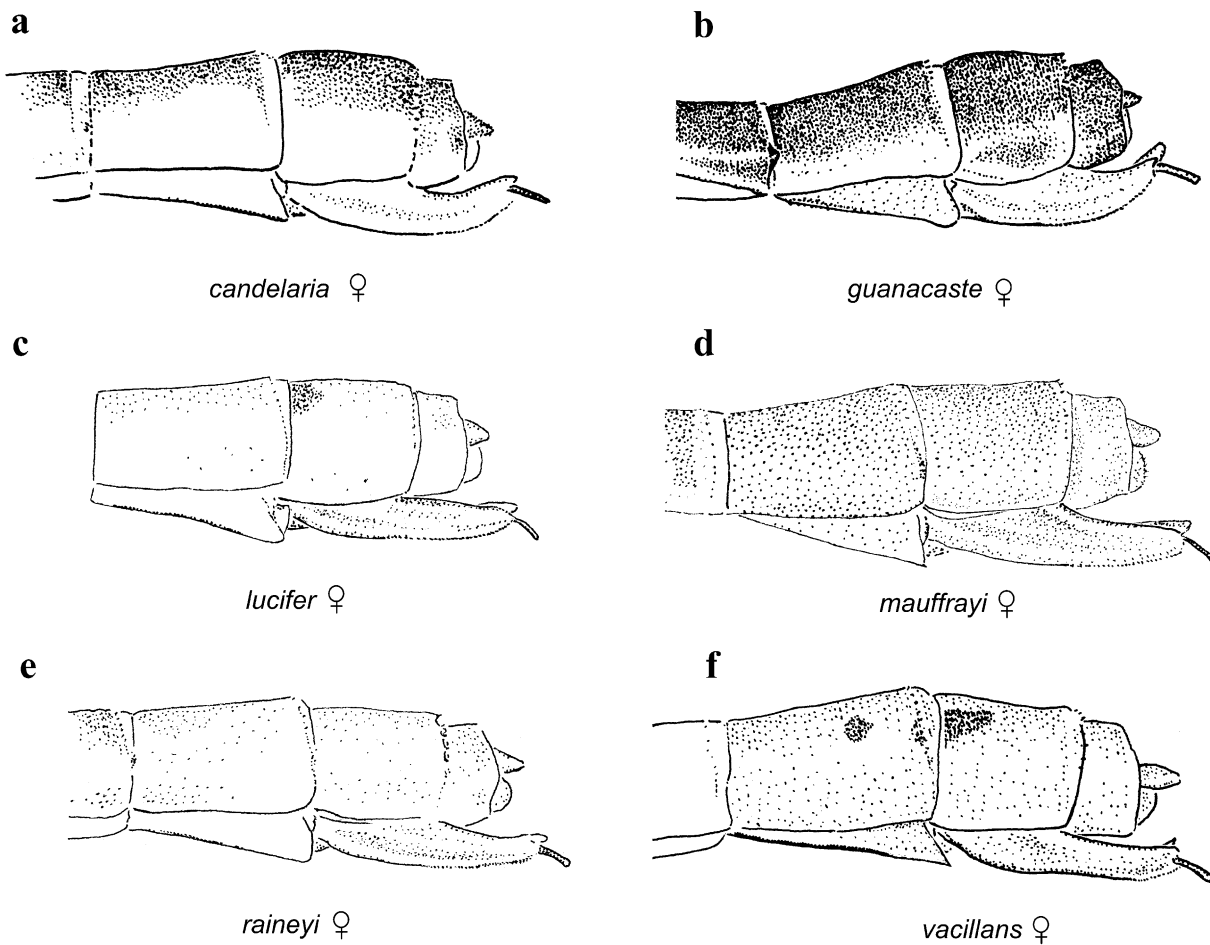 a
b
candelaria ♀
guanacaste ♀
c
d
lucifer ♀
mauffrayi ♀
e
f
raineyi ♀
vacillans ♀